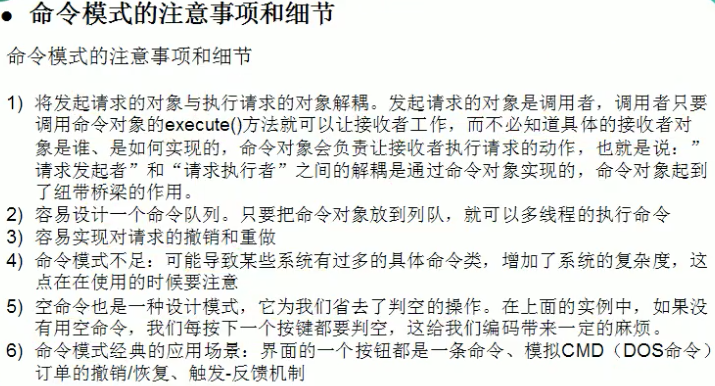 ● 命令模式的注意事项和细节
命令模式的注意事项和细节
1) 将发起请求的对象与执行请求的对象解耦。发起请求的对象是调用者，调用者只要
调用命令对象的execute()方法就可以让接收者工作，而不必知道具体的接收者对
象是谁、是如何实现的，命令对象会负责让接收者执行请求的动作，也就是说：”
请求发起者”和“请求执行者”之间的解耦是通过命令对象实现的，命令对象起到
了纽带桥梁的作用。
2) 容易设计一个命令队列。只要把命令对象放到列队，就可以多线程的执行命令
3) 容易实现对请求的撤销和重做
4) 命令模式不足：可能导致某些系统有过多的具体命令类，增加了系统的复杂度，这
点在在使用的时候要注意
5) 空命令也是一种设计模式，它为我们省去了判空的操作。在上面的实例中，如果没
有用空命令，我们每按下一个按键都要判空，这给我们编码带来一定的麻烦。
6) 命令模式经典的应用场景：界面的一个按钮都是一条命令、模拟CMD（DOS命令）
订单的撤销/恢复、触发-反馈机制